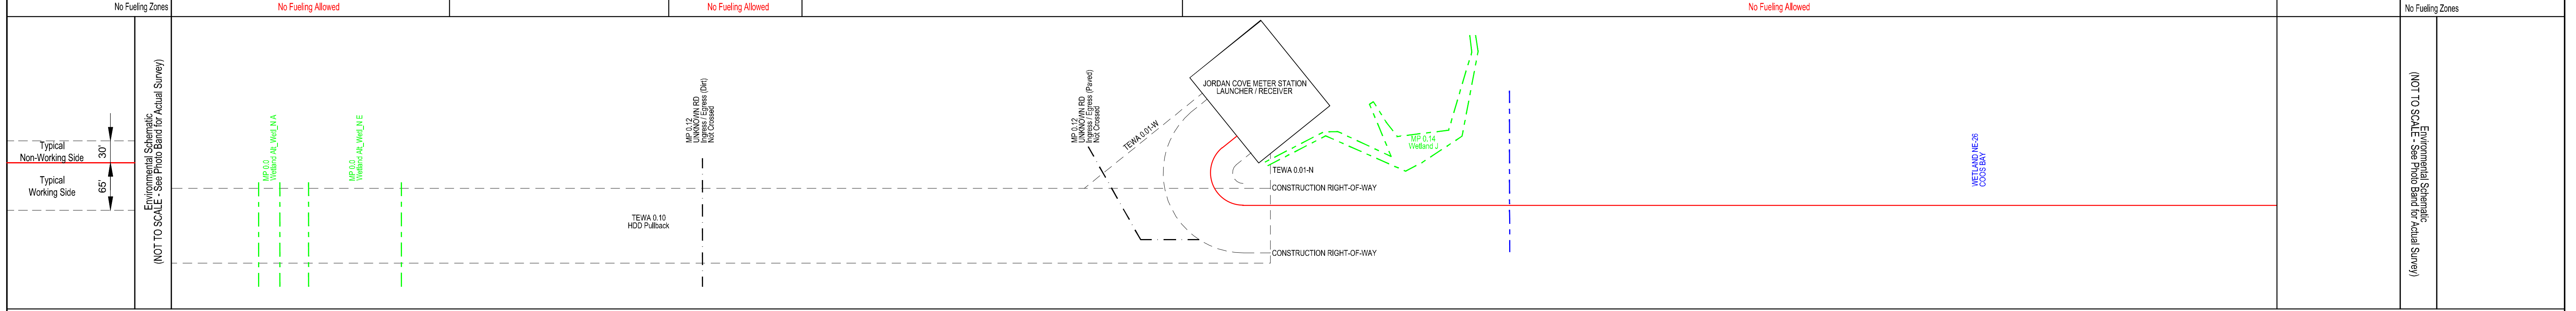 No Fueling Zones
No Fueling Allowed
No Fueling Allowed
No Fueling Allowed
No Fueling Zones
Typical
Non-Working Side
30'
Typical
Working Side
65'
Environmental Schematic
(NOT TO SCALE - See Photo Band for Actual Survey)
MP 0.0
Wetland Alt_Wetl_N A
MP 0.0
Wetland Alt_Wetl_N E
TEWA 0.10
HDD Pullback
MP 0.12
UNKNOWN RD
Ingress / Egress (Dirt)
Not Crossed
MP 0.12
UNKNOWN RD
Ingress / Egress (Paved)
Not Crossed
TEWA 0.01-W
JORDAN COVE METER STATION
LAUNCHER / RECEIVER
TEWA 0.01-N
CONSTRUCTION RIGHT-OF-WAY
CONSTRUCTION RIGHT-OF-WAY
MP 0.14
Wetland J
WETLAND NE-26
COOS BAY
Environmental Schematic
(NOT TO SCALE - See Photo Band for Actual Survey)